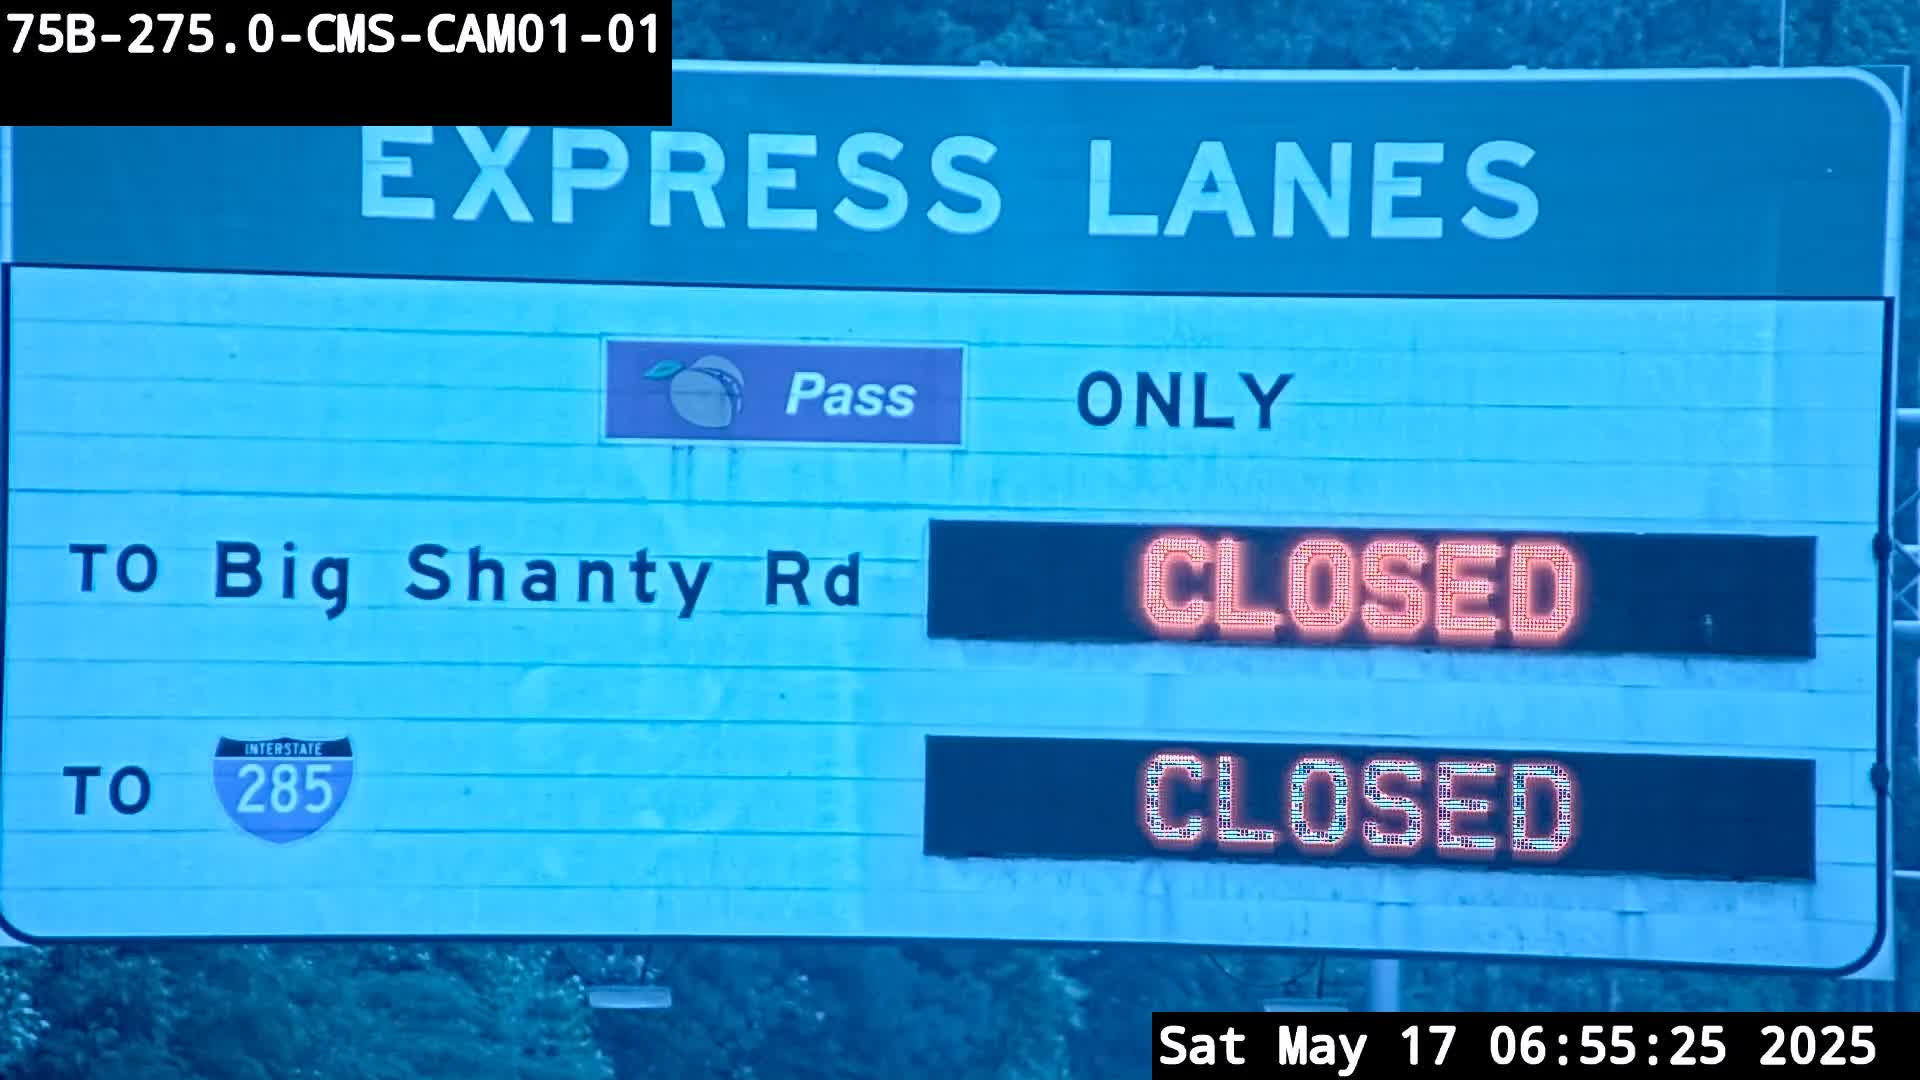 75B-275.0-CMS-CAM01-01
EXPRESS LANES
Pass ONLY
TO Big Shanty Rd CLOSED
TO INTERSTATE 285 CLOSED
Sat May 17 06:55:25 2025